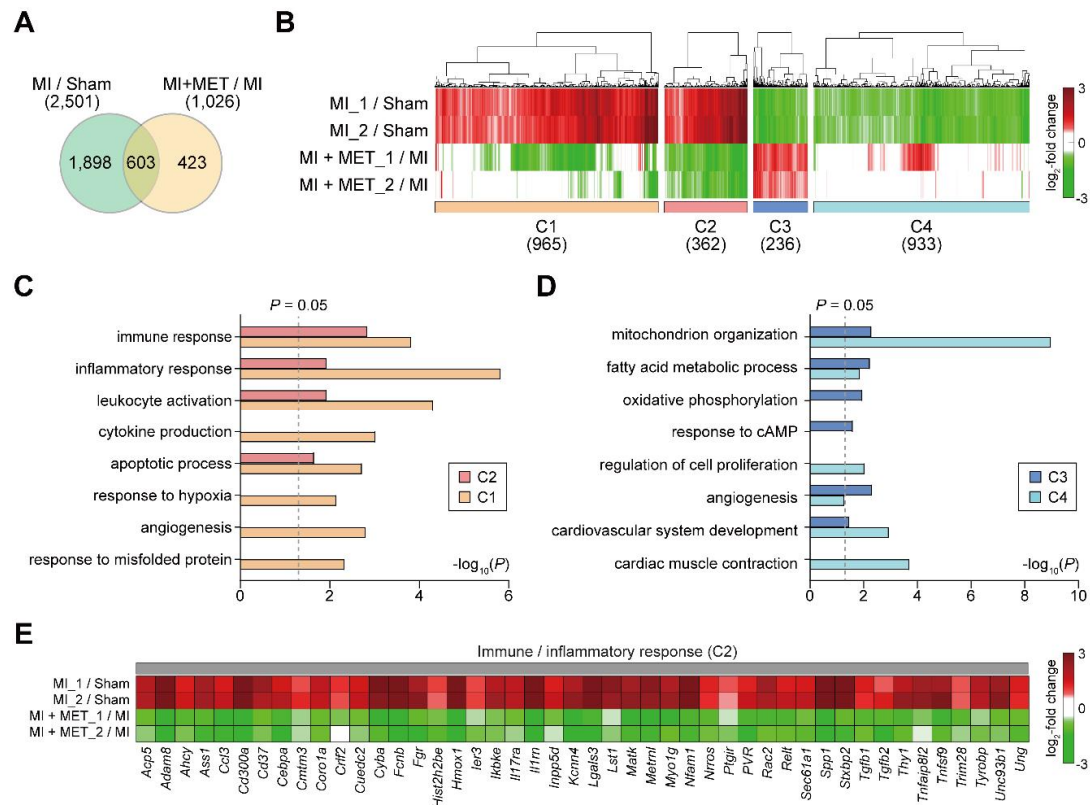 A
MI / Sham
(2,501)
MI+MET / MI
(1,026)
1,898
603
423
B
MI_1 / Sham
MI_2 / Sham
MI + MET_1 / MI
MI + MET_2 / MI
C1
(965)
C2
(362)
C3
(236)
C4
(933)
3
0
-3
log2-fold change
C
P = 0.05
immune response
inflammatory response
leukocyte activation
cytokine production
apoptotic process
response to hypoxia
angiogenesis
response to misfolded protein
C2
C1
-log10(P)
0 2 4 6
D
P = 0.05
mitochondrion organization
fatty acid metabolic process
oxidative phosphorylation
response to cAMP
regulation of cell proliferation
angiogenesis
cardiovascular system development
cardiac muscle contraction
C3
C4
-log10(P)
0 2 4 6 8 10
E
Immune / inflammatory response (C2)
MI_1 / Sham
MI_2 / Sham
MI + MET_1 / MI
MI + MET_2 / MI
Acp5
Adam8
Ahcy
Ass1
Ccl3
Cd300a
Cd37
Cebpa
Cmtm3
Coro1a
Crlf2
Cuedc2
Cyba
Fcnb
Fgr
Hist2h2be
Hmox1
Ier3
Ikbke
Il17ra
Il1rn
Inpp5d
Kcnn4
Lgals3
Lst1
Matk
Metrnl
Myo1g
Nfam1
Nrros
Ptgir
PVR
Rac2
Relt
Sec61a1
Spp1
Stxbp2
Tgfb1
Tgfb2
Thy1
Tnfaip8l2
Tnfsf9
Trim28
Tyrobp
Unc93b1
Ung
3
0
-3
log2-fold change